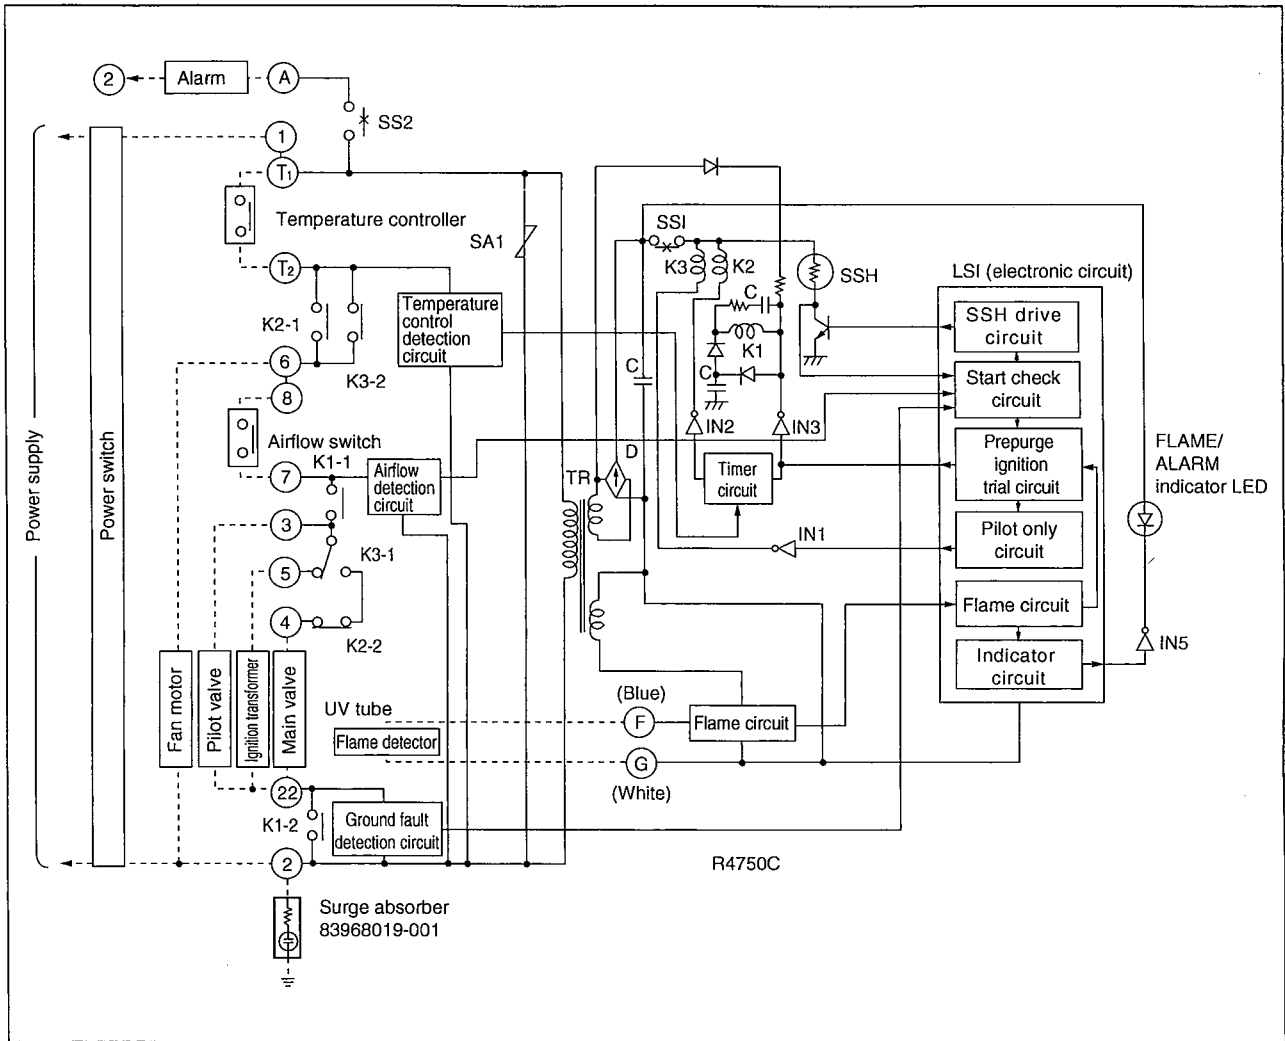 2
Alarm
A
SS2
1
T1
Temperature controller
SA1
SSI
K3
K2
SSH
LSI (electronic circuit)
T2
K2-1
Temperature
control
detection
circuit
C
K1
SSH drive
circuit
6
K3-2
C
C
Start check
circuit
8
Airflow switch
IN2
IN3
Power supply
Power switch
K1-1
7
Airflow
detection
circuit
D
TR
Timer
circuit
Prepurge
ignition
trial circuit
FLAME/
ALARM
indicator LED
3
K3-1
IN1
Pilot only
circuit
5
4
K2-2
Flame circuit
IN5
Indicator
circuit
Fan motor
Pilot valve
Ignition transformer
Main valve
UV tube
Flame detector
(Blue)
F
Flame circuit
G
(White)
22
K1-2
Ground fault
detection circuit
2
R4750C
Surge absorber
83968019-001